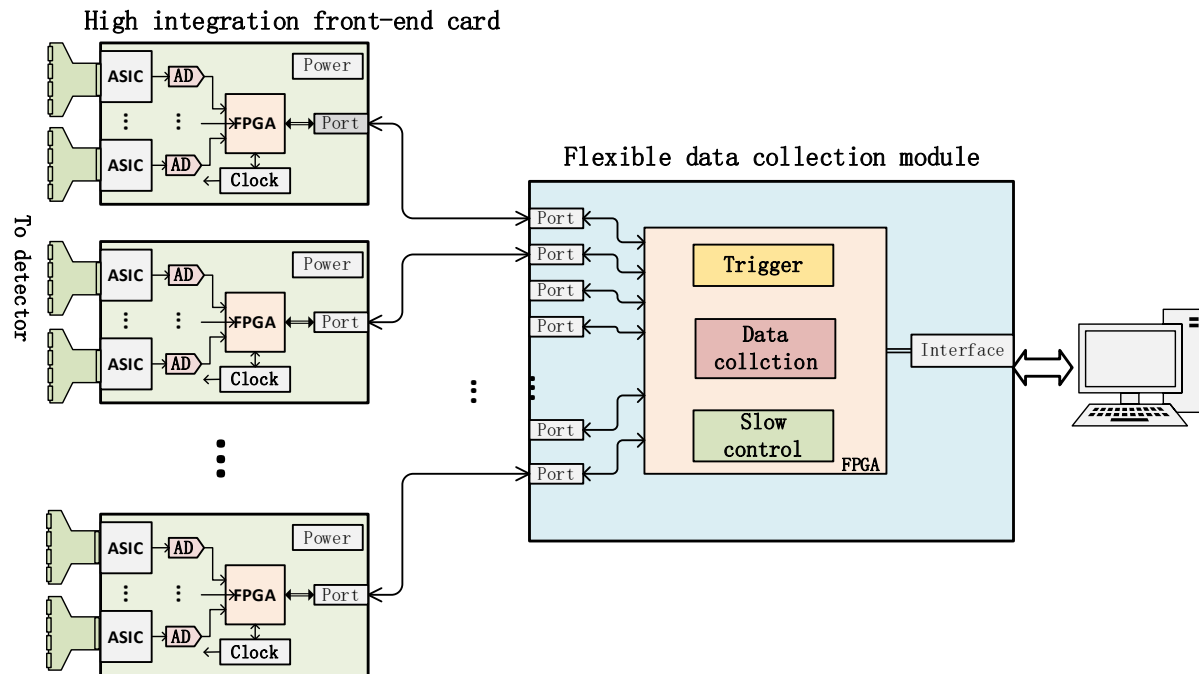 High integration front-end card
ASIC
AD
Power
FPGA
Port
ASIC
AD
Clock
To detector
ASIC
AD
Power
FPGA
Port
ASIC
AD
Clock
ASIC
AD
Power
FPGA
Port
ASIC
AD
Clock
Flexible data collection module
Port
Port
Port
Port
Port
Port
Trigger
Data
collction
Slow
control
FPGA
Interface